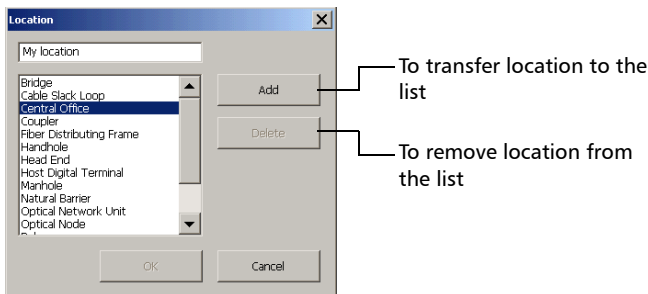 Location
My location
Bridge
Cable Slack Loop
Central Office
Coupler
Fiber Distributing Frame
Handhole
Head End
Host Digital Terminal
Manhole
Natural Barrier
Optical Network Unit
Optical Node
Add
Delete
OK
Cancel
To transfer location to the
list
To remove location from
the list